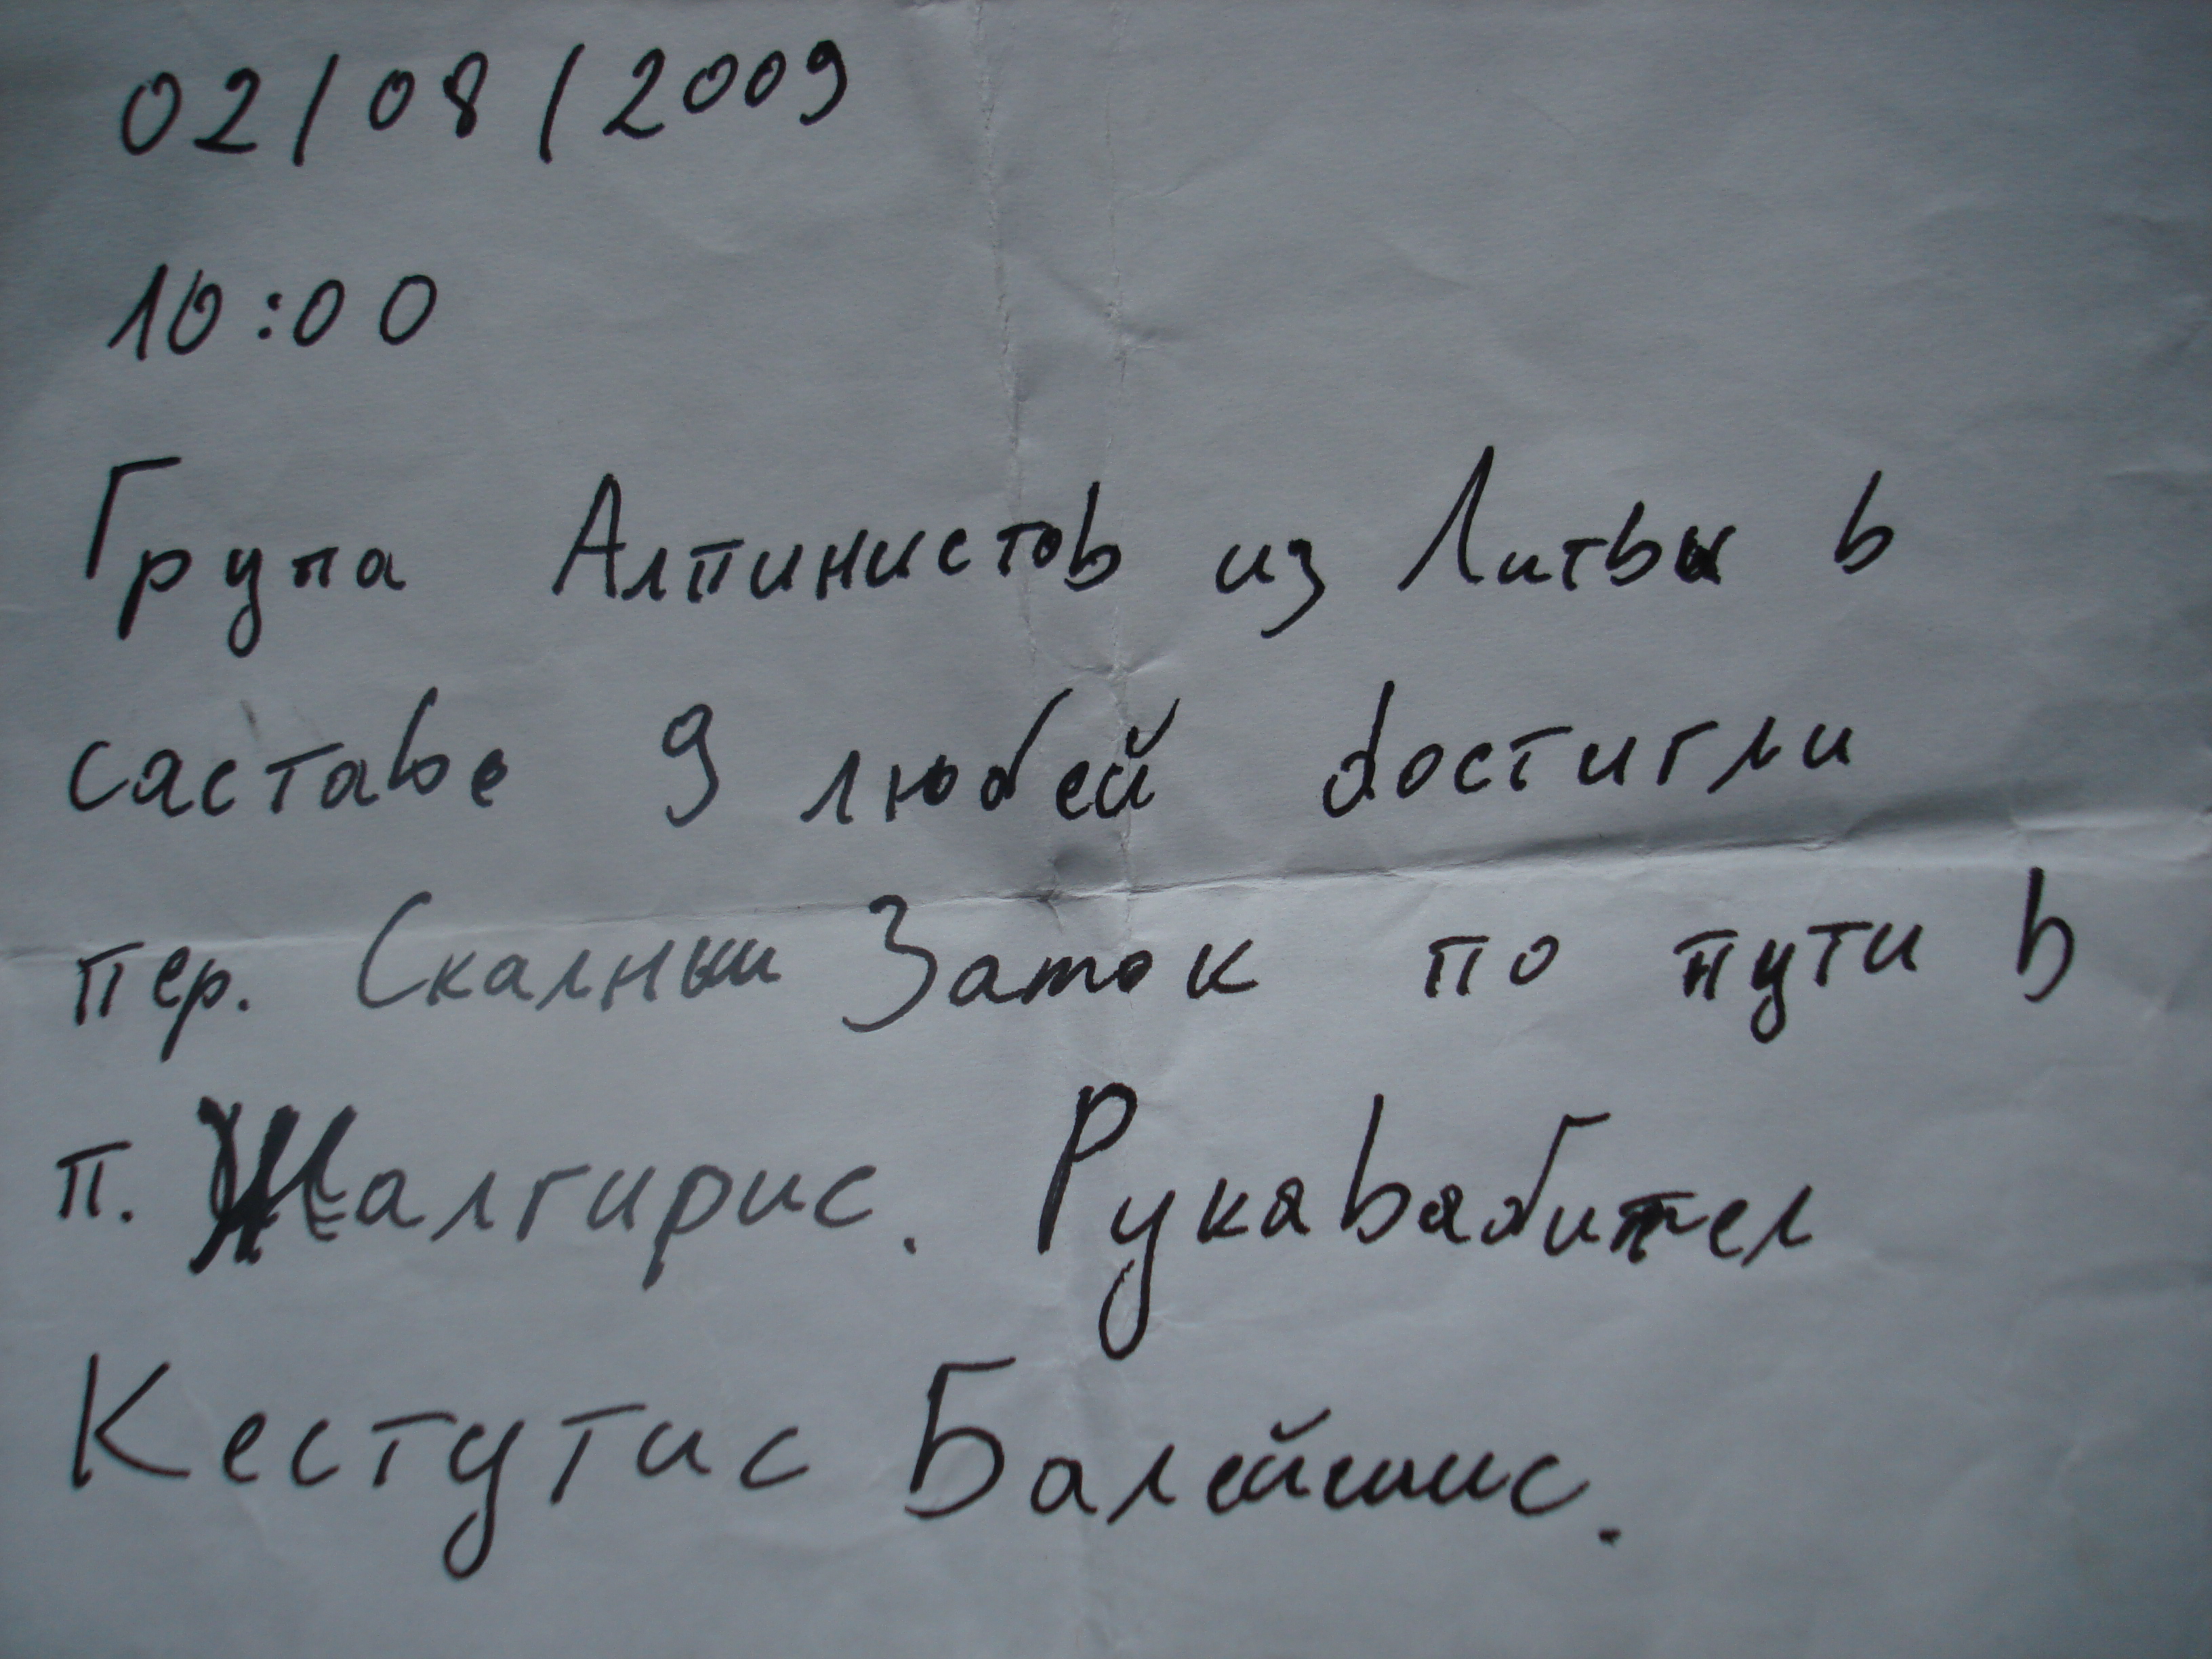 02/08/2009
10:00
Група Алпинистов из Литвы в
саставе 9 людей достигли
пер. Скалныи Заток по пути в
п. Жалгирис. Рукавадител
Кестутис Балейшис.